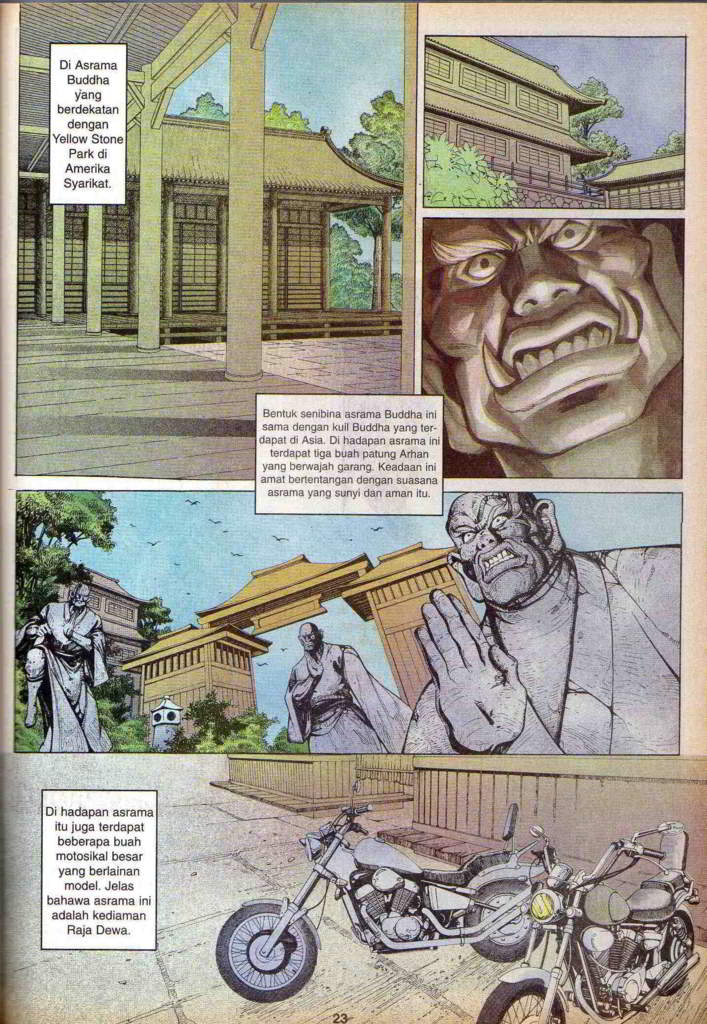 Di Asrama
Buddha
yang
berdekatan
dengan
Yellow Stone
Park di
Amerika
Syarikat.
Bentuk senibina asrama Buddha ini
sama dengan kuil Buddha yang ter-
dapat di Asia. Di hadapan asrama ini
terdapat tiga buah patung Arhan
yang berwajah garang. Keadaan ini
amat bertentangan dengan suasana
asrama yang sunyi dan aman itu.
Di hadapan asrama
itu juga terdapat
beberapa buah
motosikal besar
yang berlainan
model. Jelas
bahawa asrama ini
adalah kediaman
Raja Dewa.
23